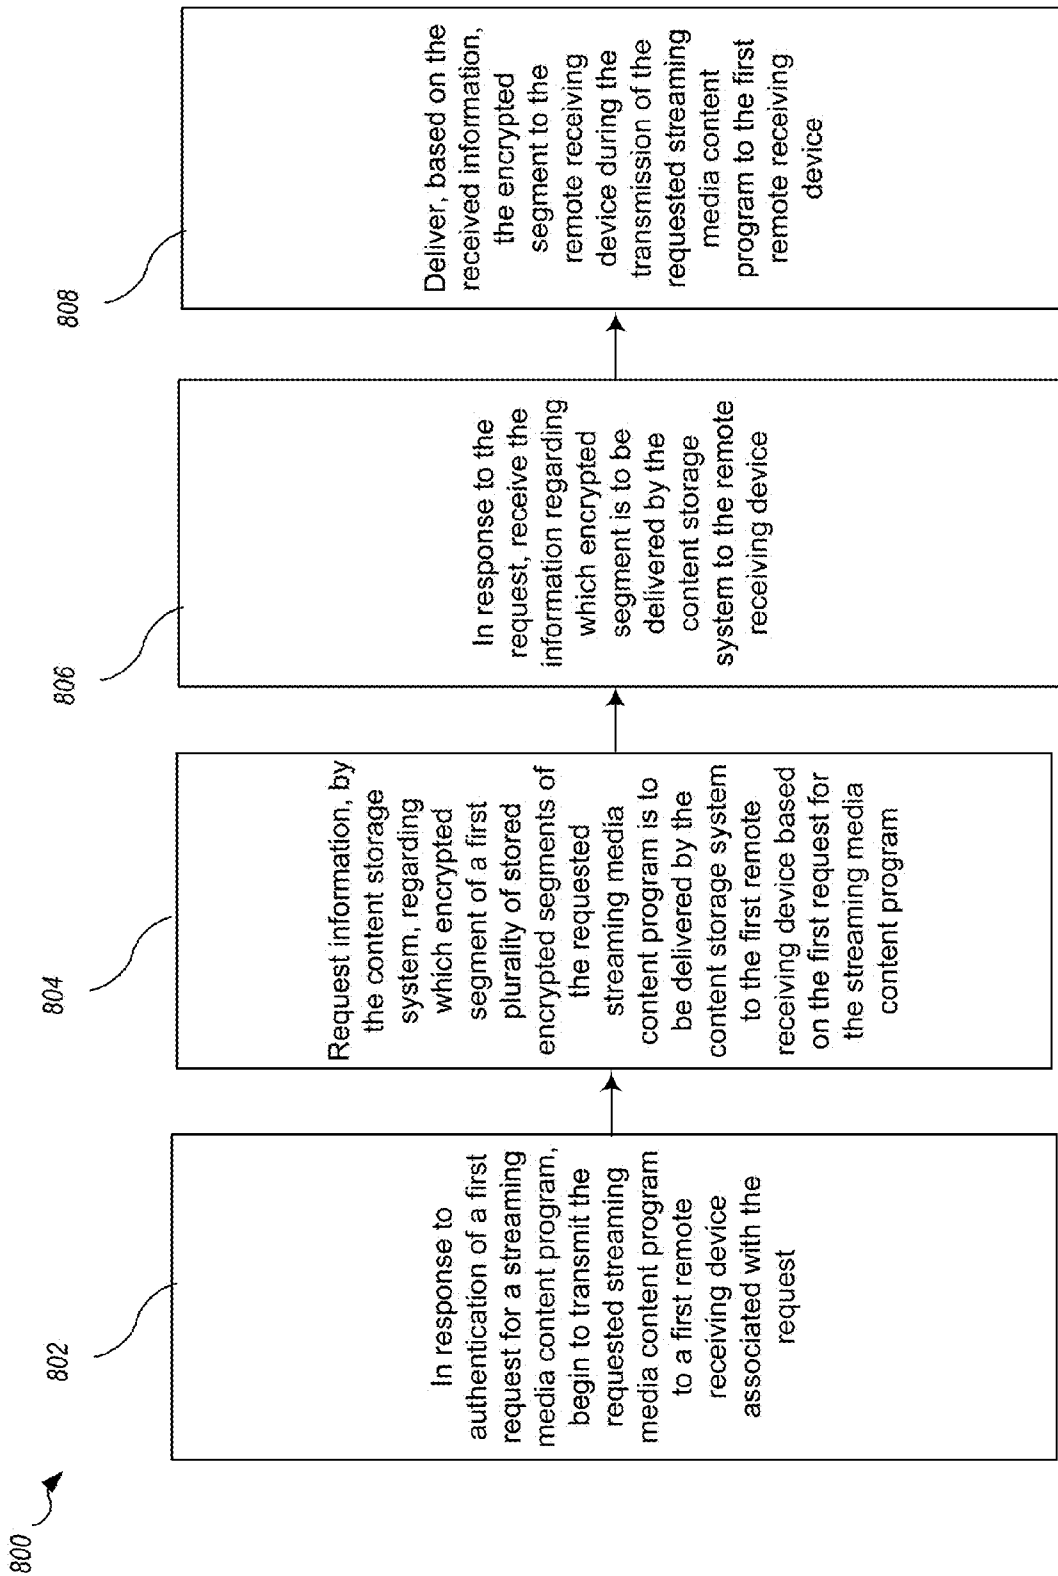 800
802
In response to
authentication of a first
request for a streaming
media content program,
begin to transmit the
requested streaming
media content program
to a first remote
receiving device
associated with the
request
804
Request information, by
the content storage
system, regarding
which encrypted
segment of a first
plurality of stored
encrypted segments of
the requested
streaming media
content program is to
be delivered by the
content storage system
to the first remote
receiving device based
on the first request for
the streaming media
content program
806
In response to the
request, receive the
information regarding
which encrypted
segment is to be
delivered by the
content storage
system to the remote
receiving device
808
Deliver, based on the
received information,
the encrypted
segment to the
remote receiving
device during the
transmission of the
requested streaming
media content
program to the first
remote receiving
device